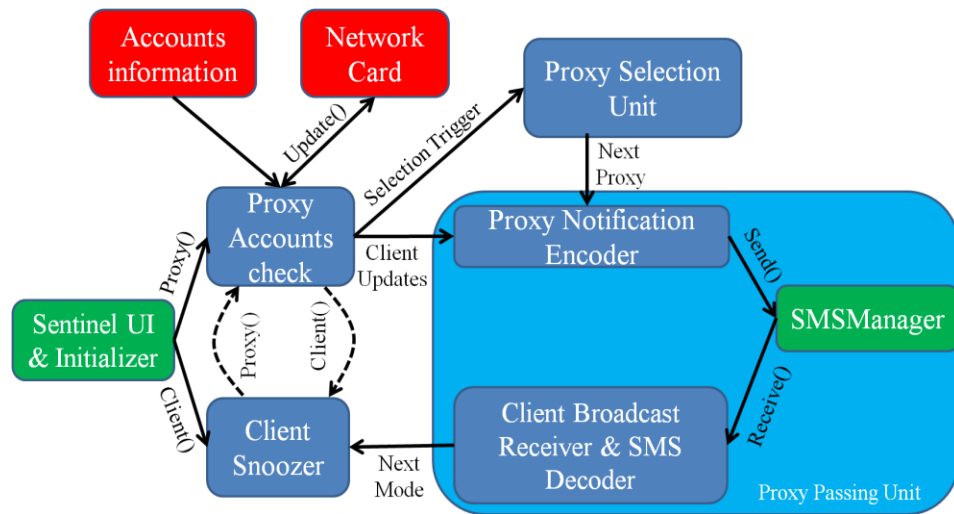 Accounts
information
Network
Card
Proxy Selection
Unit
Update()
Selection Trigger
Next
Proxy
Proxy
Accounts
check
Client
Updates
Proxy Notification
Encoder
Send()
Proxy()
Sentinel UI
& Initializer
Client()
Proxy()
Client()
SMSManager
Receive()
Client
Snoozer
Next
Mode
Client Broadcast
Receiver & SMS
Decoder
Proxy Passing Unit